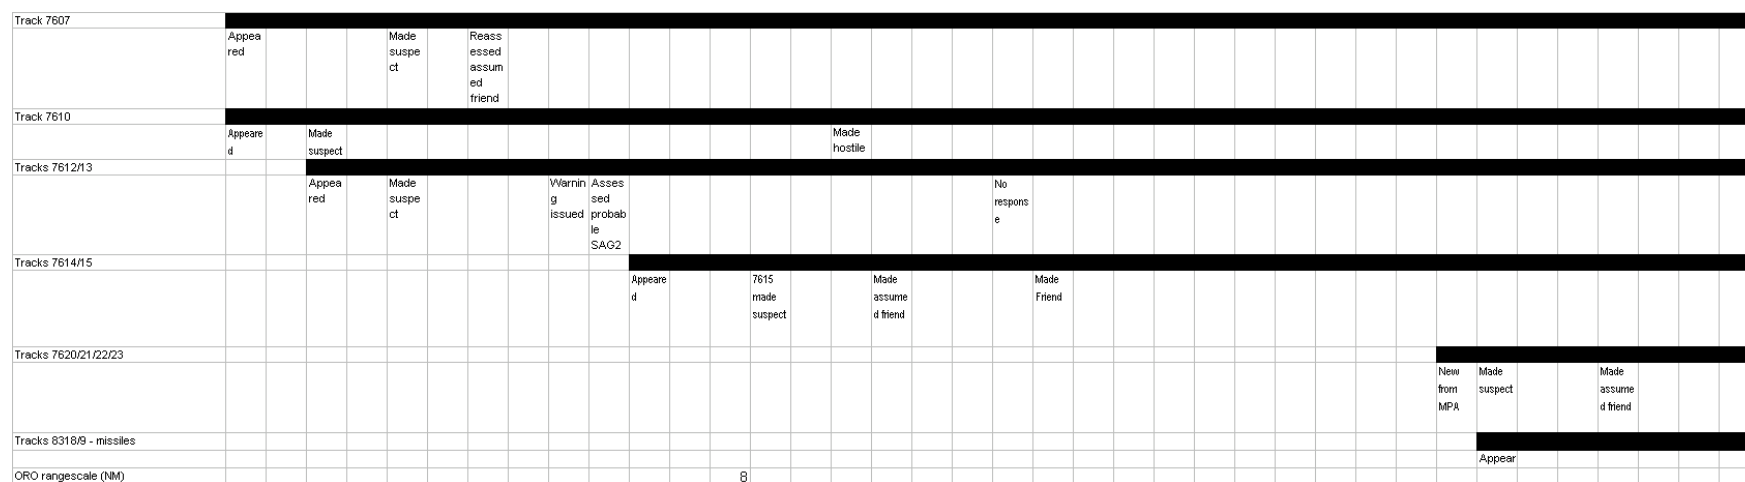 Track 7607
Appea
red
Made
suspe
ct
Reass
essed
assum
ed
friend
Track 7610
Appeare
d
Made
suspect
Made
hostile
Tracks 7612/13
Appea
red
Made
suspe
ct
Warnin
g
issued
Asses
sed
probab
le
SAG2
No
respons
e
Tracks 7614/15
Appeare
d
7615
made
suspect
Made
assume
d friend
Made
Friend
Tracks 7620/21/22/23
New
from
MPA
Made
suspect
Made
assume
d friend
Tracks 8318/9 - missiles
Appear
ORO rangescale (NM)
8